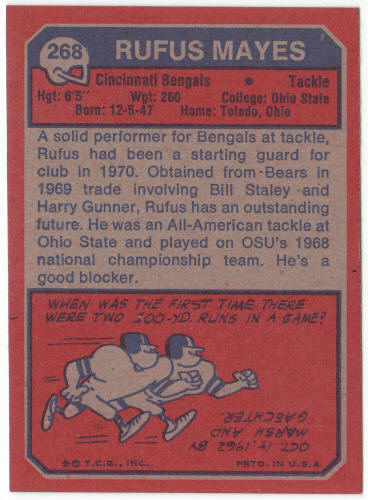 268
RUFUS MAYES
Cincinnati Bengals • Tackle
Hgt: 6'5" Wgt: 260 College: Ohio State
Born: 12-5-47 Home: Toledo, Ohio
A solid performer for Bengals at tackle,
Rufus had been a starting guard for
club in 1970. Obtained from Bears in
1969 trade involving Bill Staley and
Harry Gunner, Rufus has an outstanding
future. He was an All-American tackle at
Ohio State and played on OSU's 1968
national championship team. He's a
good blocker.
WHEN WAS THE FIRST TIME THERE
WERE TWO 200-YD. RUNS IN A GAME?
OCT. 14, 1962 BY
MARSH AND
GAECHTER.
★ © T.C.G., INC. PRTD. IN U.S.A.